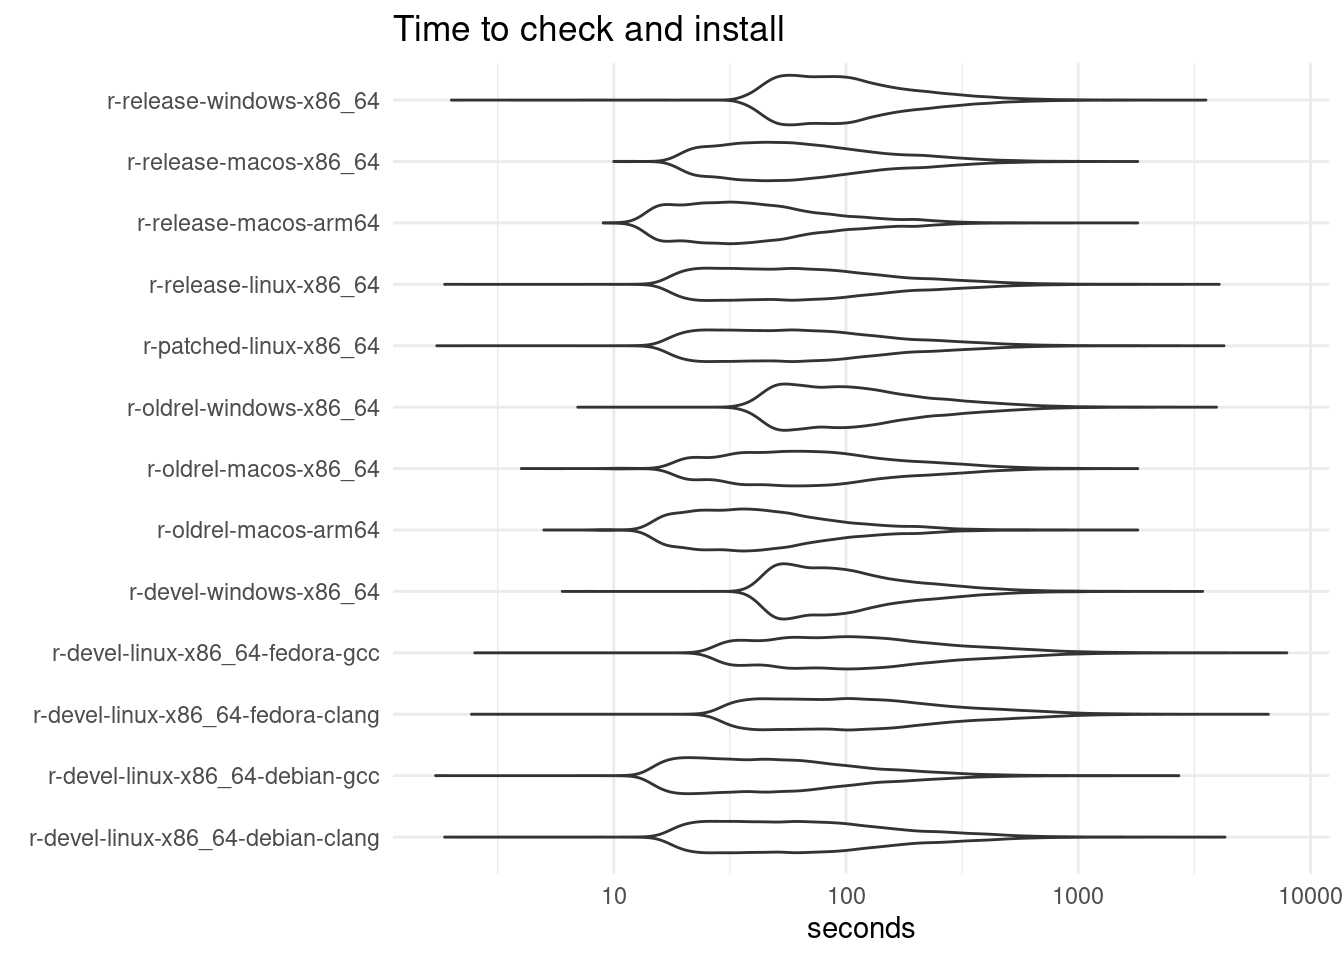 Time to check and install
r-release-windows-x86_64
r-release-macos-x86_64
r-release-macos-arm64
r-release-linux-x86_64
r-patched-linux-x86_64
r-oldrel-windows-x86_64
r-oldrel-macos-x86_64
r-oldrel-macos-arm64
r-devel-windows-x86_64
r-devel-linux-x86_64-fedora-gcc
r-devel-linux-x86_64-fedora-clang
r-devel-linux-x86_64-debian-gcc
r-devel-linux-x86_64-debian-clang
10 100 1000 10000
seconds